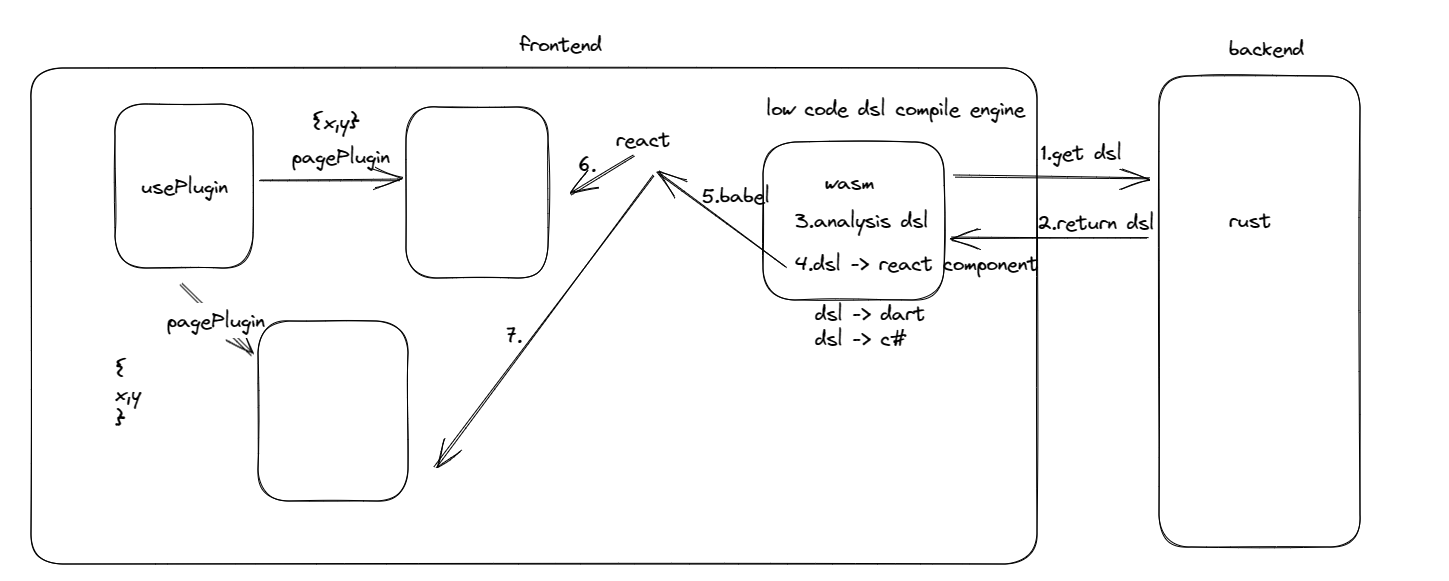 frontend
backend
low code dsl compile engine
{x,y}
pagePlugin
usePlugin
react
6.
5.babel
wasm
3.analysis dsl
4.dsl -> react component
dsl -> dart
dsl -> c#
1.get dsl
2.return dsl
rust
pagePlugin
7.
{
x,y
}